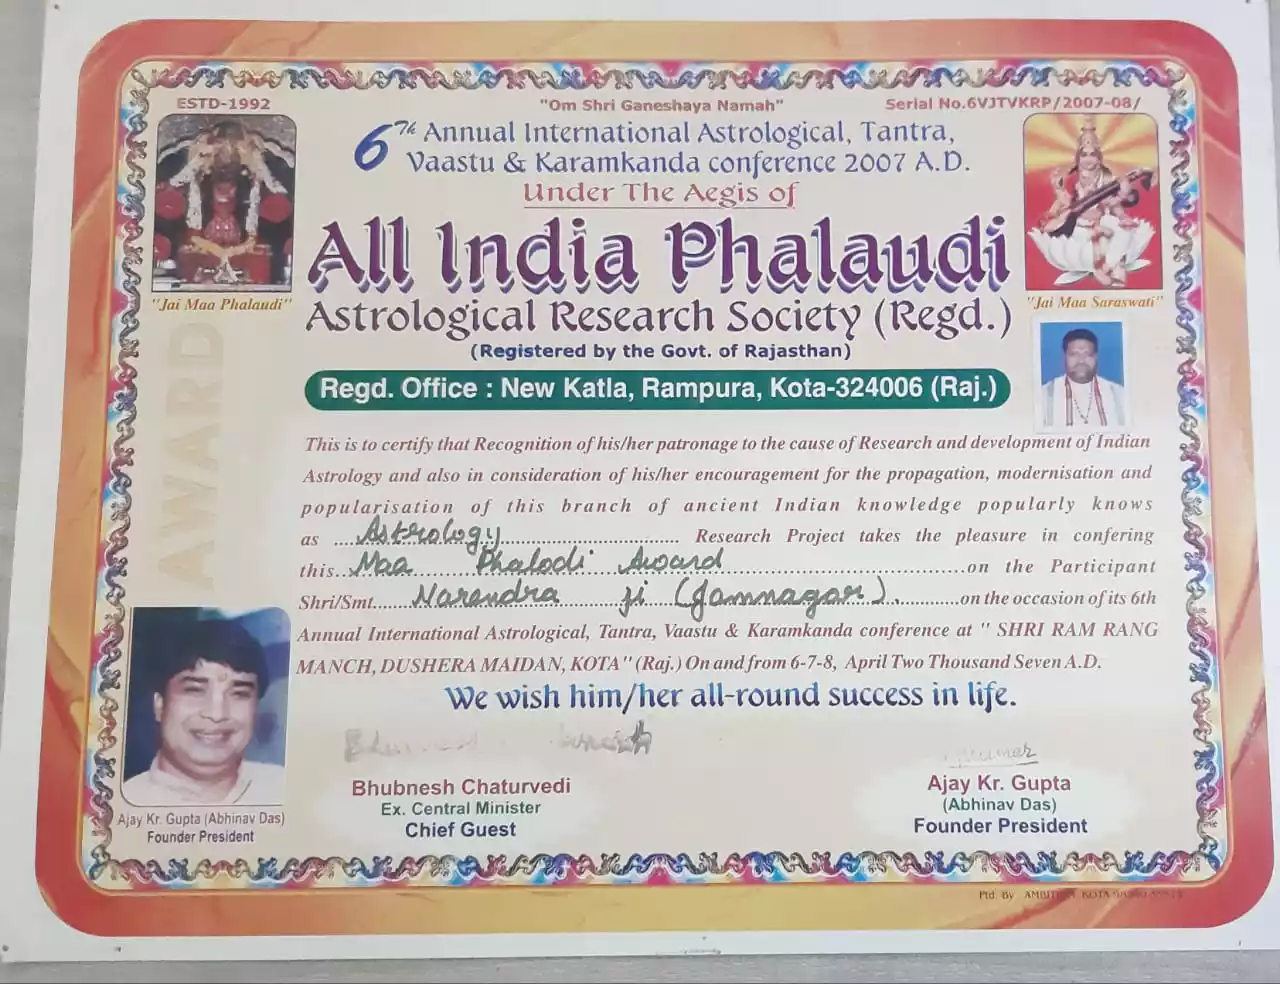 ESTD-1992
"Om Shri Ganeshaya Namah"
Serial No.6VJTVKRP/2007-08/
6th Annual International Astrological, Tantra,
Vaastu & Karamkanda conference 2007 A.D.
Under The Aegis of
All India Phalaudi
"Jai Maa Phalaudi"
"Jai Maa Saraswati"
Astrological Research Society (Regd.)
(Registered by the Govt. of Rajasthan)
Regd. Office : New Katla, Rampura, Kota-324006 (Raj.)
AWARD
This is to certify that Recognition of his/her patronage to the cause of Research and development of Indian
Astrology and also in consideration of his/her encouragement for the propagation, modernisation and
popularisation of this branch of ancient Indian knowledge popularly knows
as Astrology Research Project takes the pleasure in confering
this Maa Phalodi Award on the Participant
Shri/Smt. Narendra ji (Jamnagar). on the occasion of its 6th
Annual International Astrological, Tantra, Vaastu & Karamkanda conference at " SHRI RAM RANG
MANCH, DUSHERA MAIDAN, KOTA" (Raj.) On and from 6-7-8, April Two Thousand Seven A.D.
We wish him/her all-round success in life.
Bhubnesh Chaturvedi
Ex. Central Minister
Chief Guest
Ajay Kr. Gupta
(Abhinav Das)
Founder President
Ajay Kr. Gupta (Abhinav Das)
Founder President
Ptd. By KOTA